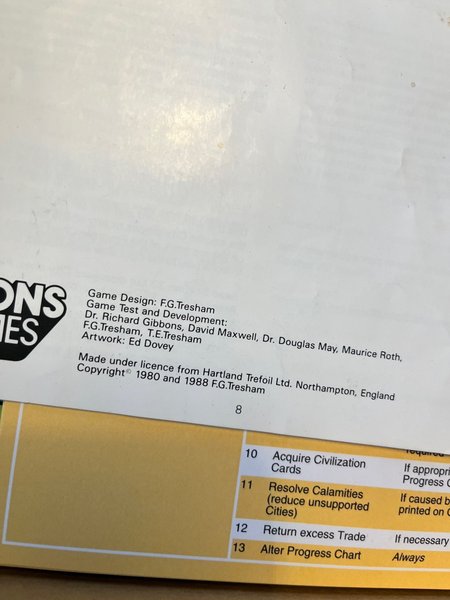 Game Design: F.G.Tresham
Game Test and Development:
Dr. Richard Gibbons, David Maxwell, Dr. Douglas May, Maurice Roth,
F.G.Tresham, T.E.Tresham
Artwork: Ed Dovey
Made under licence from Hartland Trefoil Ltd. Northampton, England
Copyright© 1980 and 1988 F.G.Tresham
8
ONS
MES
required
10 Acquire Civilization If appropri
Cards Progress C
11 Resolve Calamities If caused b
(reduce unsupported printed on C
Cities)
12 Return excess Trade If necessary
13 Alter Progress Chart Always